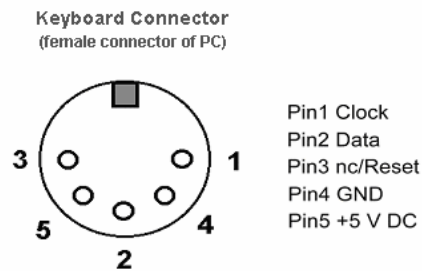 Keyboard Connector
(female connector of PC)
Pin1 Clock
Pin2 Data
3
1
Pin3 nc/Reset
Pin4 GND
5
4
Pin5 +5 V DC
2